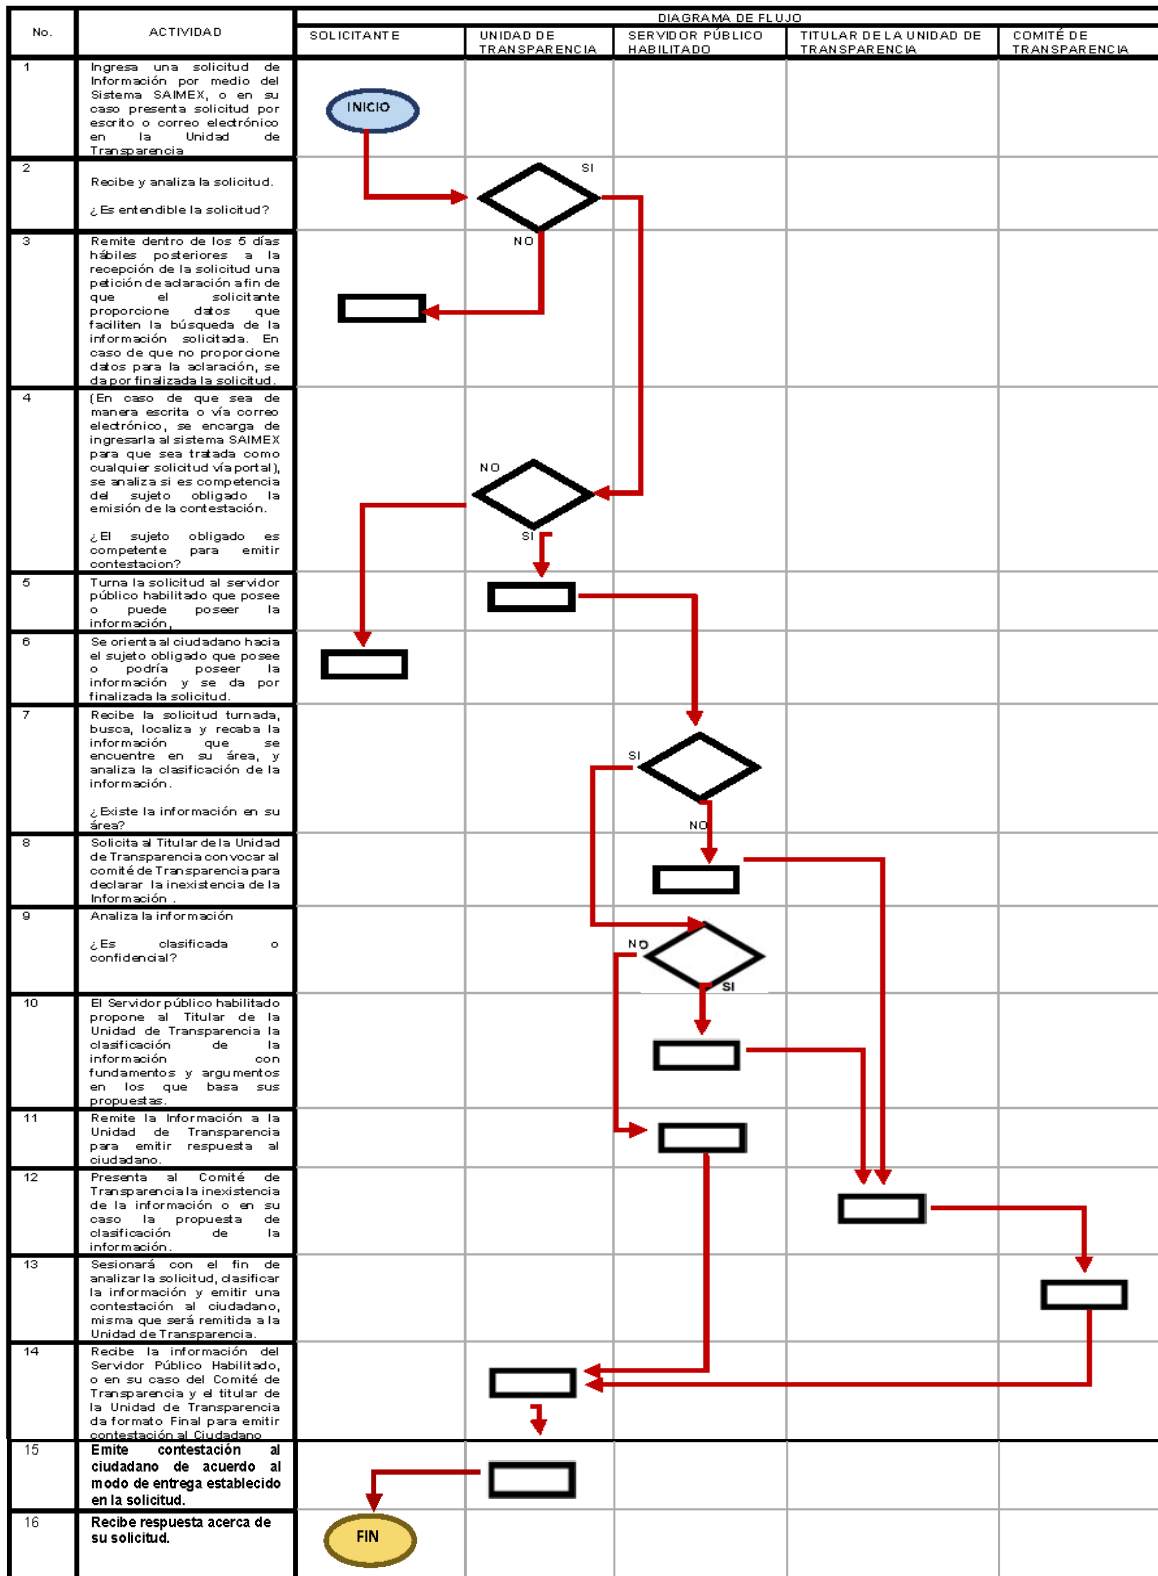 DIAGRAMA DE FLUJO
No.
ACTIVIDAD
SOLICITANTE
UNIDAD DE
TRANSPARENCIA
SERVIDOR PÚBLICO
HABILITADO
TITULAR DE LA UNIDAD DE
TRANSPARENCIA
COMITÉ DE
TRANSPARENCIA
1
Ingresa una solicitud de
Información por medio del
Sistema SAIMEX, o en su
caso presenta solicitud por
escrito o correo electrónico
en la Unidad de
Transparencia
INICIO
2
Recibe y analiza la solicitud.
¿Es entendible la solicitud?
SI
NO
3
Remite dentro de los 5 días
hábiles posteriores a la
recepción de la solicitud una
petición de aclaración a fin de
que el solicitante
proporcione datos que
faciliten la búsqueda de la
información solicitada. En
caso de que no proporcione
datos para la aclaración, se
da por finalizada la solicitud.
4
(En caso de que sea de
manera escrita o vía correo
electrónico, se encarga de
ingresarla al sistema SAIMEX
para que sea tratada como
cualquier solicitud vía portal),
se analiza si es competencia
del sujeto obligado la
emisión de la contestación.
¿El sujeto obligado es
competente para emitir
contestacion?
NO
SI
5
Turna la solicitud al servidor
público habilitado que posee
o puede poseer la
información,
6
Se orienta al ciudadano hacia
el sujeto obligado que posee
o podría poseer la
información y se da por
finalizada la solicitud.
7
Recibe la solicitud turnada,
busca, localiza y recaba la
información que se
encuentre en su área, y
analiza la clasificación de la
información.
¿Existe la información en su
área?
SI
NO
8
Solicita al Titular de la Unidad
de Transparencia convocar al
comité de Transparencia para
declarar la inexistencia de la
Información .
9
Analiza la información
¿Es clasificada o
confidencial?
NO
SI
10
El Servidor público habilitado
propone al Titular de la
Unidad de Transparencia la
clasificación de la
información con
fundamentos y argumentos
en los que basa sus
propuestas.
11
Remite la Información a la
Unidad de Transparencia
para emitir respuesta al
ciudadano.
12
Presenta al Comité de
Transparencia la inexistencia
de la información o en su
caso la propuesta de
clasificación de la
información.
13
Sesionará con el fin de
analizar la solicitud, clasificar
la información y emitir una
contestación al ciudadano,
misma que será remitida a la
Unidad de Transparencia.
14
Recibe la información del
Servidor Público Habilitado,
o en su caso del Comité de
Transparencia y el titular de
la Unidad de Transparencia
da formato Final para emitir
contestación al Ciudadano
15
Emite contestación al
ciudadano de acuerdo al
modo de entrega establecido
en la solicitud.
16
Recibe respuesta acerca de
su solicitud.
FIN